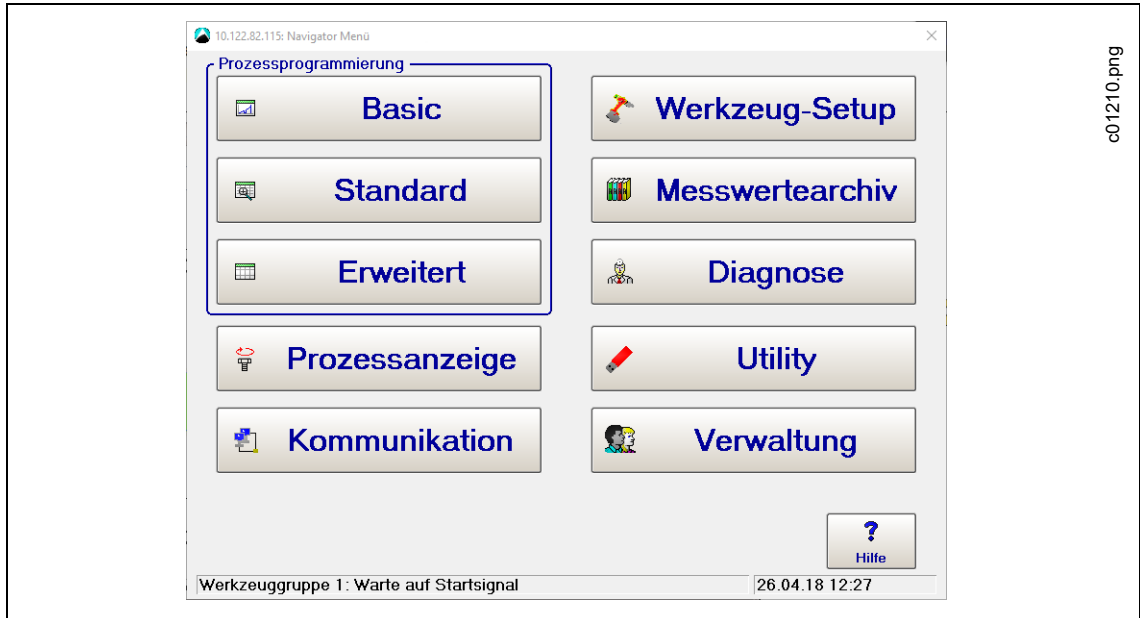 10.122.82.115: Navigator Menü
Prozessprogrammierung
Basic
Standard
Erweitert
Prozessanzeige
Kommunikation
Werkzeug-Setup
Messwertearchiv
Diagnose
Utility
Verwaltung
?
Hilfe
Werkzeuggruppe 1: Warte auf Startsignal
26.04.18 12:27
c01210.png